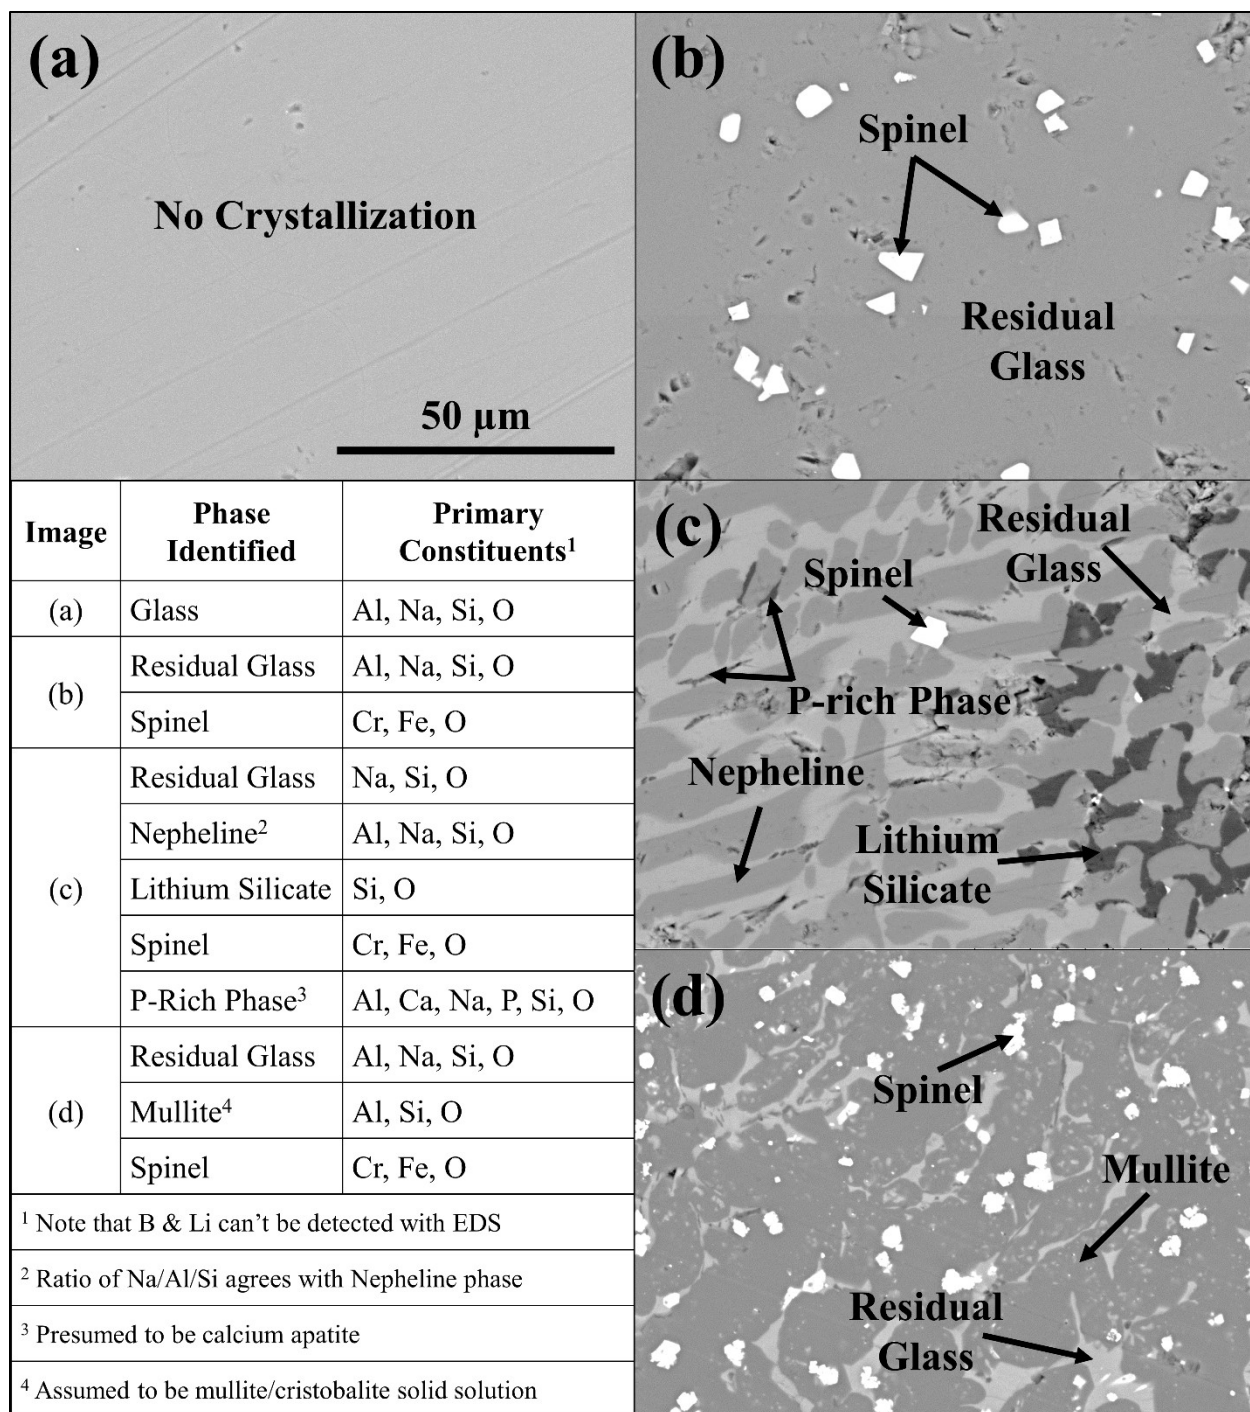 (a)
No Crystallization
50 μm
(b)
Spinel
Residual
Glass
Image
Phase
Identified
Primary
Constituents¹
(a)
Glass
Al, Na, Si, O
(b)
Residual Glass
Al, Na, Si, O
Spinel
Cr, Fe, O
(c)
Residual Glass
Na, Si, O
Nepheline²
Al, Na, Si, O
Lithium Silicate
Si, O
Spinel
Cr, Fe, O
P-Rich Phase³
Al, Ca, Na, P, Si, O
(d)
Residual Glass
Al, Na, Si, O
Mullite⁴
Al, Si, O
Spinel
Cr, Fe, O
¹ Note that B & Li can't be detected with EDS
² Ratio of Na/Al/Si agrees with Nepheline phase
³ Presumed to be calcium apatite
⁴ Assumed to be mullite/cristobalite solid solution
(c)
Residual
Glass
Spinel
P-rich Phase
Nepheline
Lithium
Silicate
(d)
Spinel
Mullite
Residual
Glass